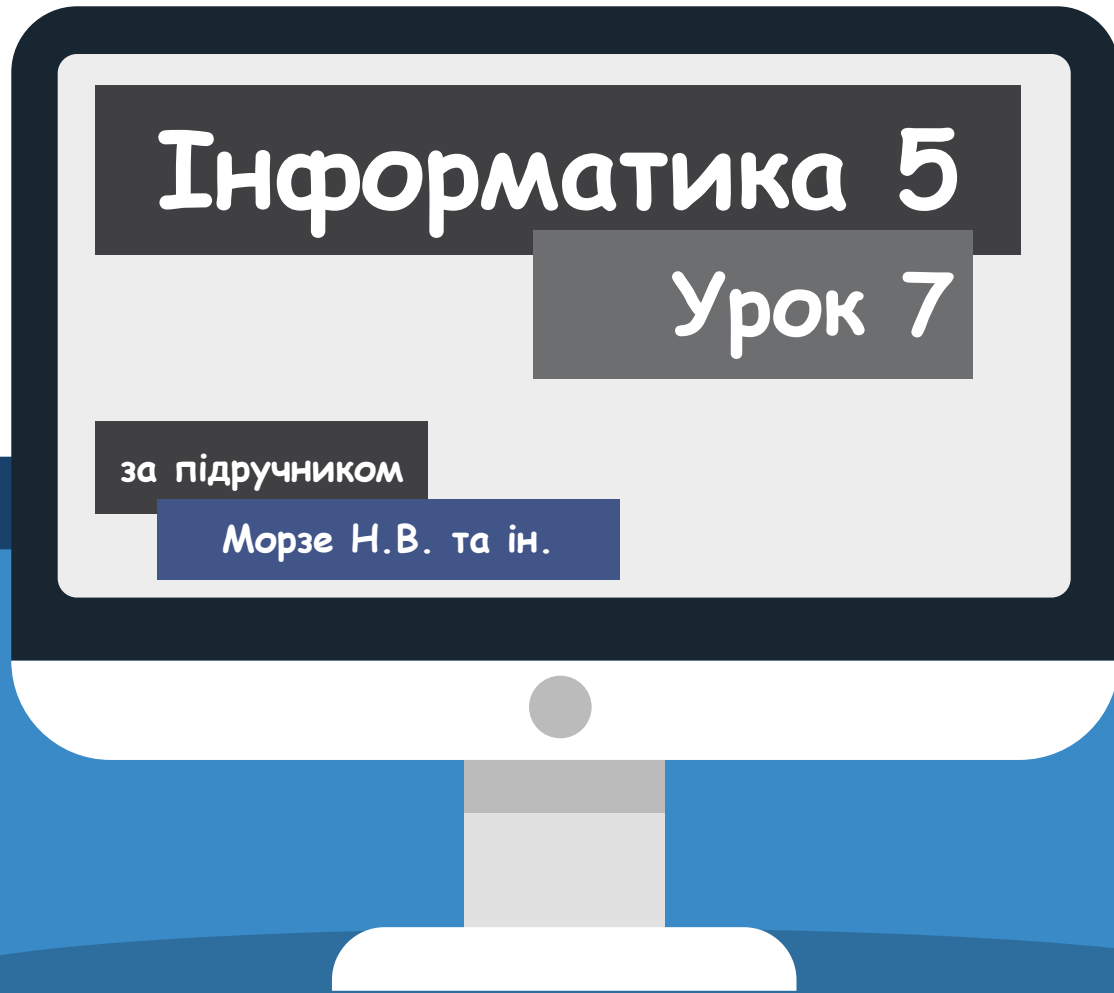 Інформатика 5
Урок 7
за підручником
Морзе Н.В. та ін.